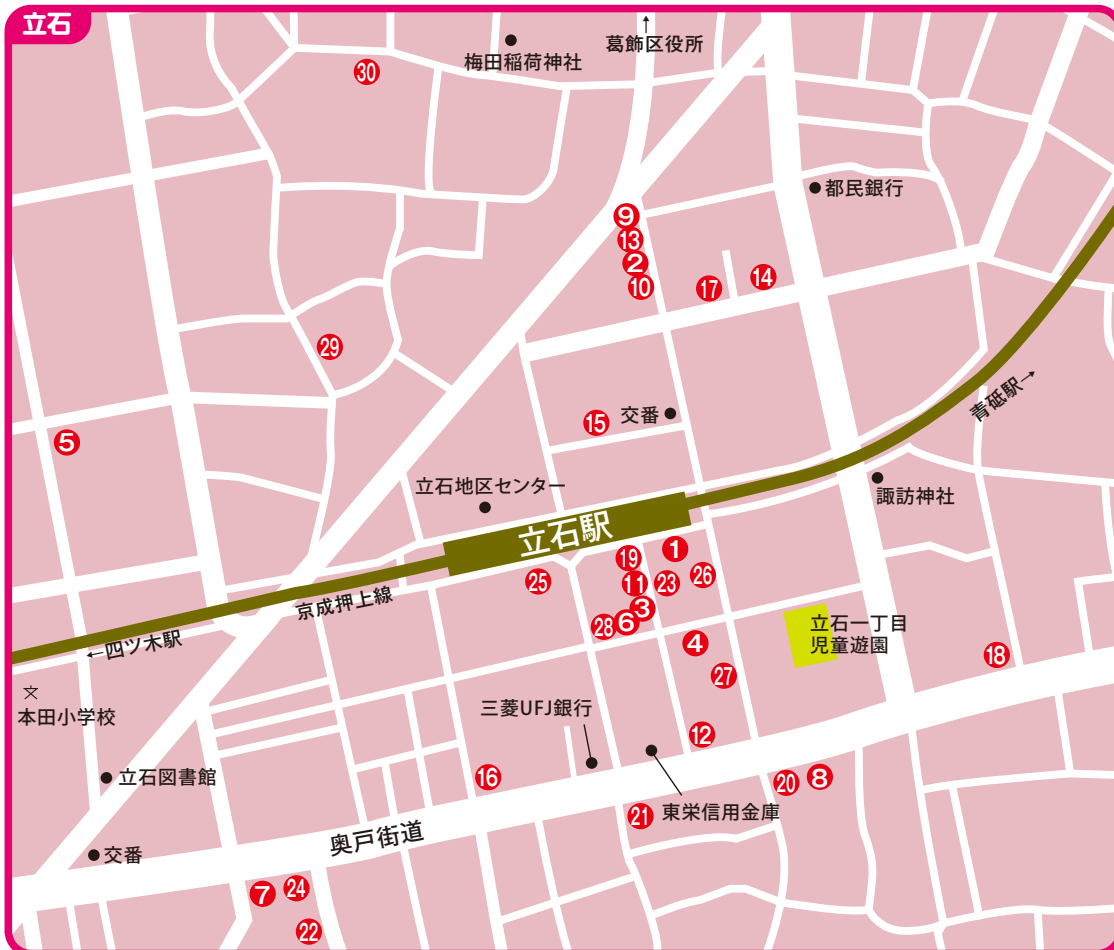 立石
↑
葛飾区役所
梅田稲荷神社
30
都民銀行
9
13
2
10
17
14
29
15
交番
5
青砥駅→
立石地区センター
諏訪神社
立石駅
1
19
25
11
23
26
京成押上線
3
28
6
4
立石一丁目
児童遊園
←四ツ木駅
18
27
文
本田小学校
三菱UFJ銀行
12
立石図書館
16
20
8
21
東栄信用金庫
奥戸街道
交番
7
24
22